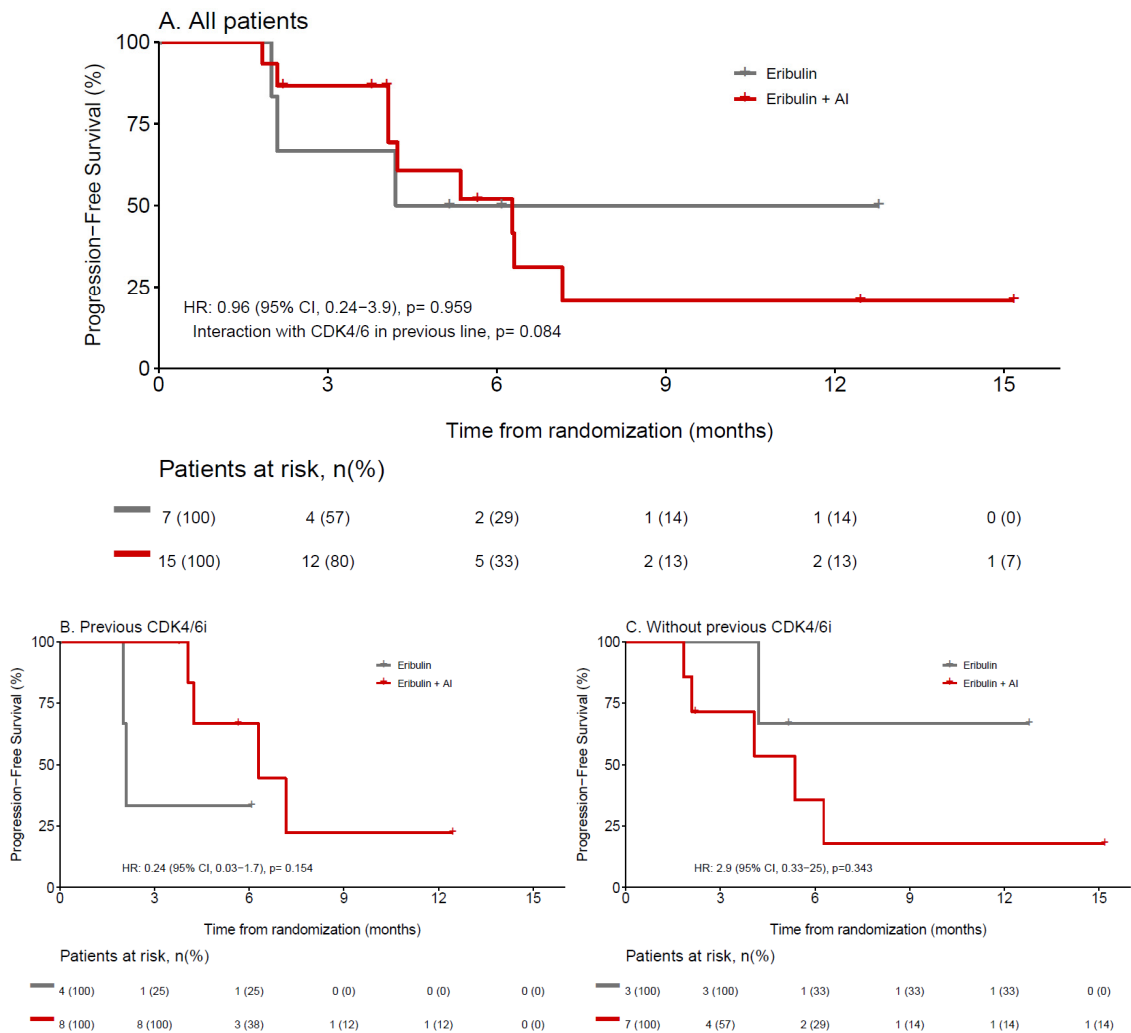 A. All patients
Progression−Free Survival (%)
100
75
50
25
0
Eribulin
Eribulin + AI
HR: 0.96 (95% CI, 0.24−3.9), p= 0.959
Interaction with CDK4/6 in previous line, p= 0.084
0 3 6 9 12 15
Time from randomization (months)
Patients at risk, n(%)
7 (100) 4 (57) 2 (29) 1 (14) 1 (14) 0 (0)
15 (100) 12 (80) 5 (33) 2 (13) 2 (13) 1 (7)
B. Previous CDK4/6i
Progression−Free Survival (%)
100
75
50
25
0
Eribulin
Eribulin + AI
HR: 0.24 (95% CI, 0.03−1.7), p= 0.154
0 3 6 9 12 15
Time from randomization (months)
Patients at risk, n(%)
4 (100) 1 (25) 1 (25) 0 (0) 0 (0) 0 (0)
8 (100) 8 (100) 3 (38) 1 (12) 1 (12) 0 (0)
C. Without previous CDK4/6i
Progression−Free Survival (%)
100
75
50
25
0
Eribulin
Eribulin + AI
HR: 2.9 (95% CI, 0.33−25), p=0.343
0 3 6 9 12 15
Time from randomization (months)
Patients at risk, n(%)
3 (100) 3 (100) 1 (33) 1 (33) 1 (33) 0 (0)
7 (100) 4 (57) 2 (29) 1 (14) 1 (14) 1 (14)